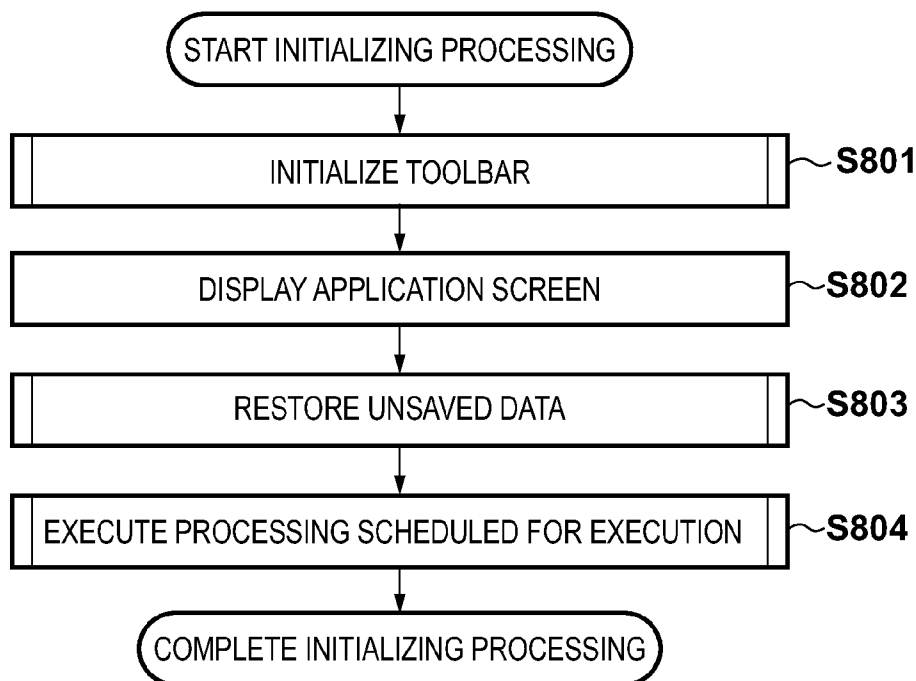 START INITIALIZING PROCESSING
INITIALIZE TOOLBAR
S801
DISPLAY APPLICATION SCREEN
S802
RESTORE UNSAVED DATA
S803
EXECUTE PROCESSING SCHEDULED FOR EXECUTION
S804
COMPLETE INITIALIZING PROCESSING